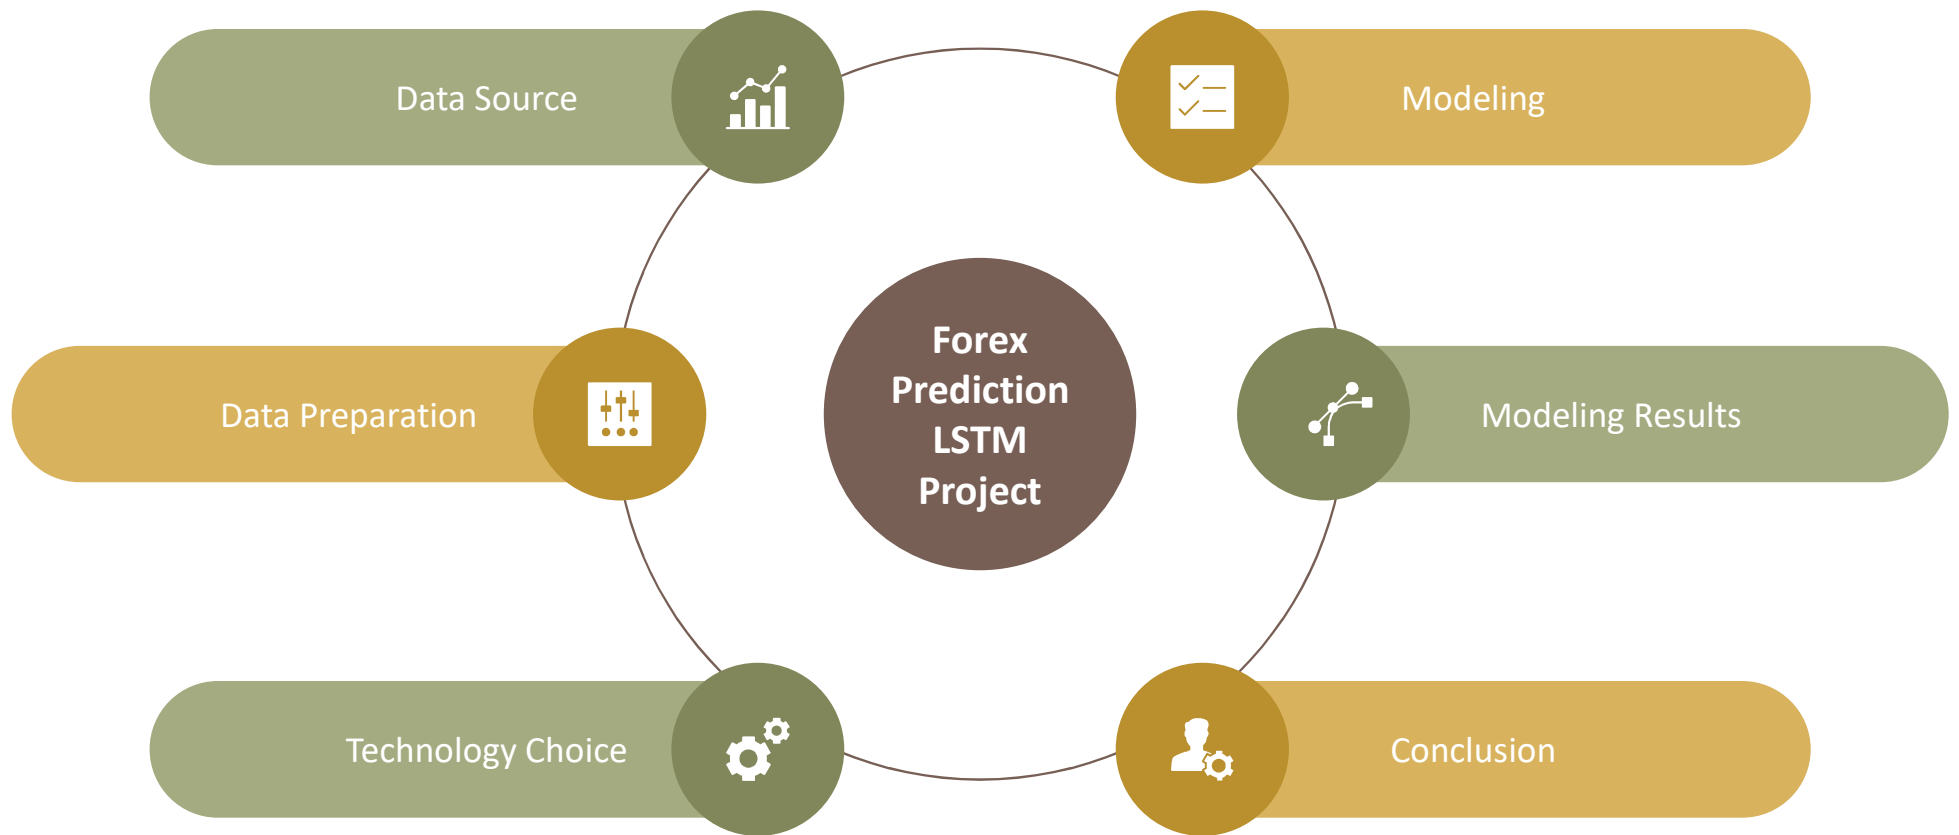 Data Source
Data Preparation
Technology Choice
Forex
Prediction
LSTM
Project
Modeling
Modeling Results
Conclusion